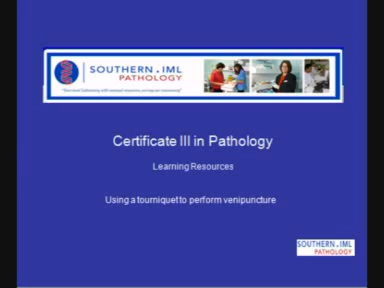 SOUTHERN.IML
PATHOLOGY
Certificate III in Pathology
Learning Resources
Using a tourniquet to perform venipuncture
SOUTHERN.IML
PATHOLOGY